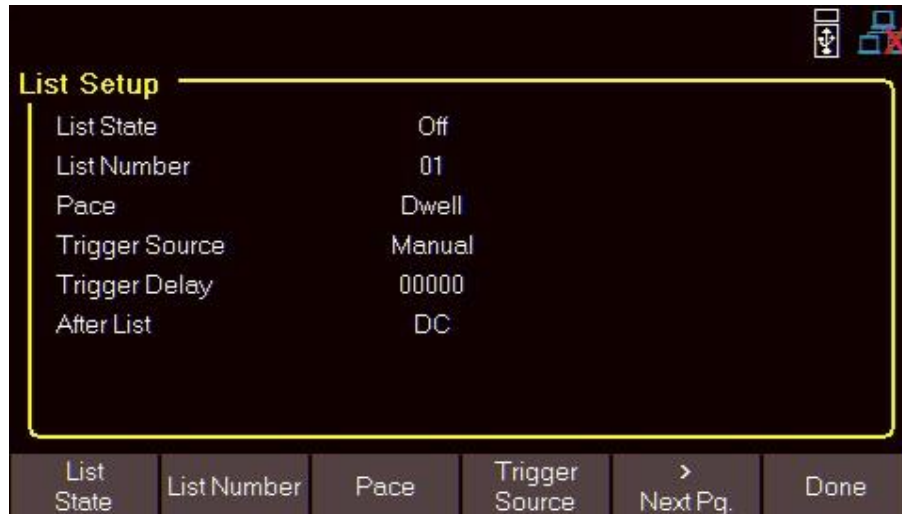 List Setup
List State Off
List Number 01
Pace Dwell
Trigger Source Manual
Trigger Delay 00000
After List DC
List State
List Number
Pace
Trigger Source
> Next Pg.
Done